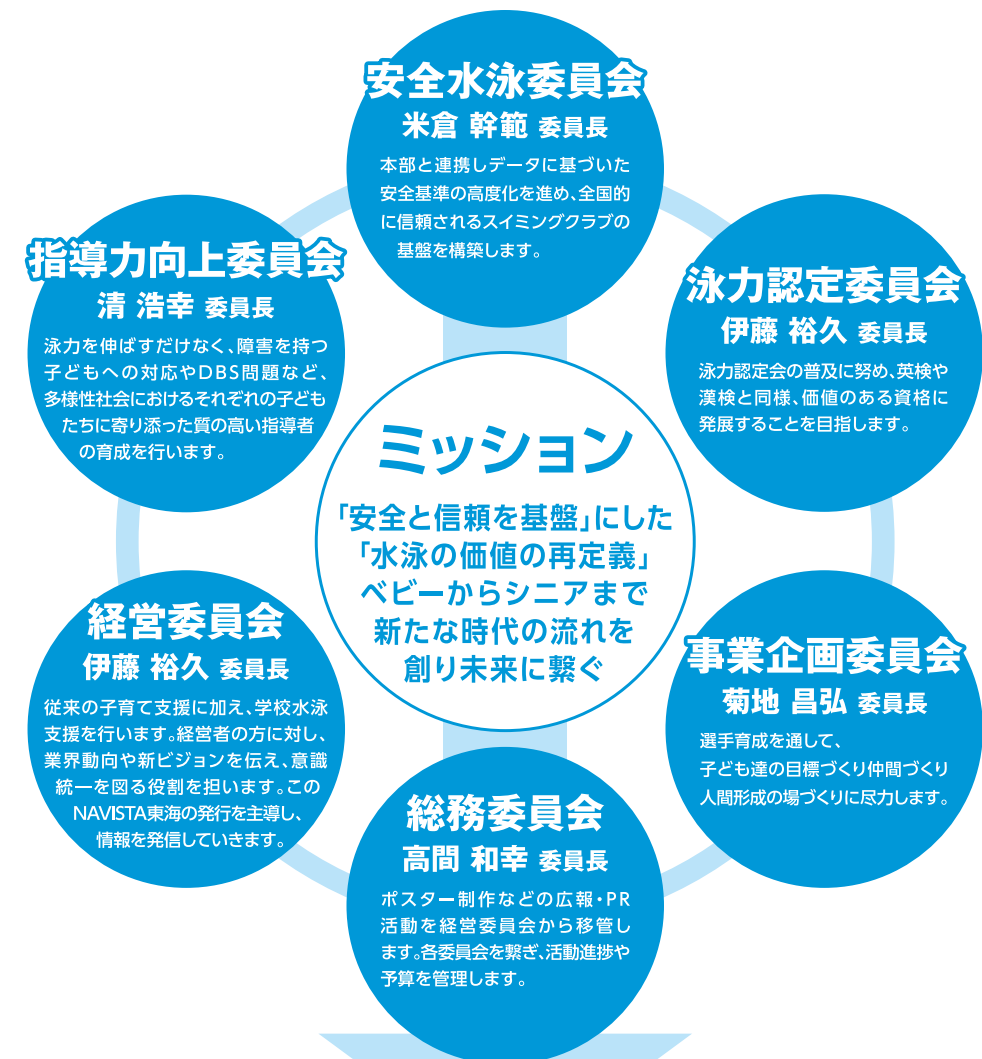 安全水泳委員会
米倉 幹範 委員長
本部と連携しデータに基づいた
安全基準の高度化を進め、全国的
に信頼されるスイミングクラブの
基盤を構築します。
指導力向上委員会
清 浩幸 委員長
泳力を伸ばすだけなく、障害を持つ
子どもへの対応やDBS問題など、
多様性社会におけるそれぞれの子ども
たちに寄り添った質の高い指導者
の育成を行います。
泳力認定委員会
伊藤 裕久 委員長
泳力認定会の普及に努め、英検や
漢検と同様、価値のある資格に
発展することを目指します。
ミッション
「安全と信頼を基盤」にした
「水泳の価値の再定義」
ベビーからシニアまで
新たな時代の流れを
創り未来に繋ぐ
経営委員会
伊藤 裕久 委員長
従来の子育て支援に加え、学校水泳
支援を行います。経営者の方に対し、
業界動向や新ビジョンを伝え、意識
統一を図る役割を担います。この
NAVISTA東海の発行を主導し、
情報を発信していきます。
事業企画委員会
菊地 昌弘 委員長
選手育成を通して、
子ども達の目標づくり仲間づくり
人間形成の場づくりに尽力します。
総務委員会
高間 和幸 委員長
ポスター制作などの広報・PR
活動を経営委員会から移管し
ます。各委員会を繋ぎ、活動進捗や
予算を管理します。